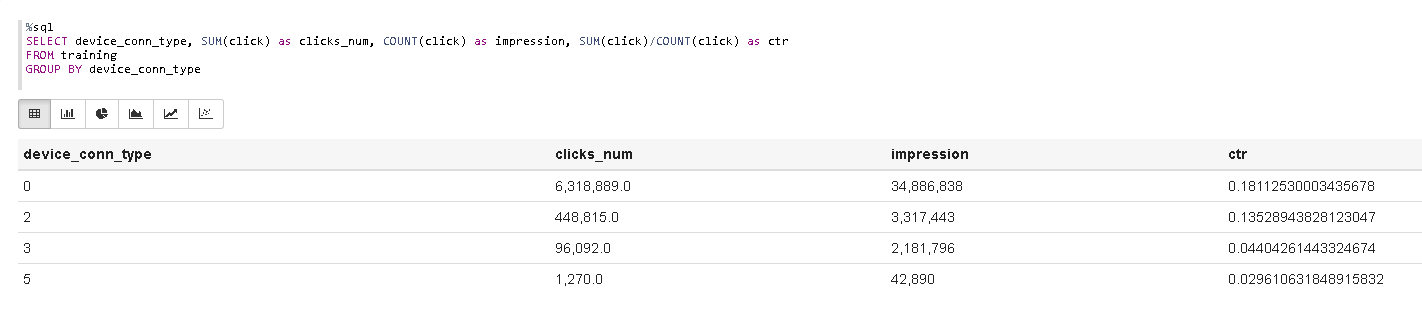 %sql
SELECT device_conn_type, SUM(click) as clicks_num, COUNT(click) as impression, SUM(click)/COUNT(click) as ctr
FROM training
GROUP BY device_conn_type
device_conn_type clicks_num impression ctr
0 6,318,889.0 34,886,838 0.18112530003435678
2 448,815.0 3,317,443 0.13528943828123047
3 96,092.0 2,181,796 0.04404261443324674
5 1,270.0 42,890 0.029610631848915832